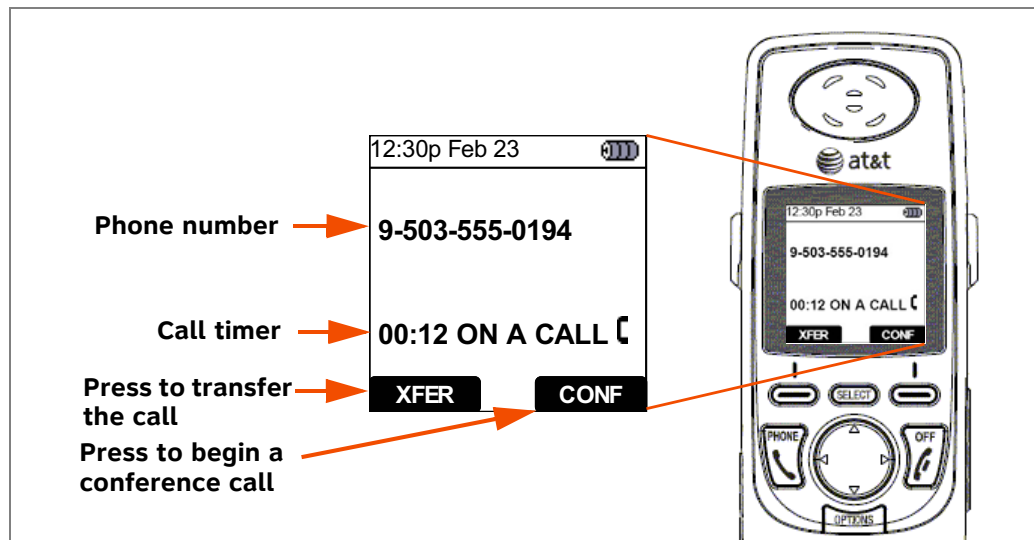 12:30p Feb 23
Phone number
9-503-555-0194
Call timer
00:12 ON A CALL
Press to transfer
the call
XFER
CONF
Press to begin a
conference call
at&t
12:30p Feb 23
9-503-555-0194
00:12 ON A CALL
XFER
CONF
SELECT
PHONE
OFF
OPTIONS